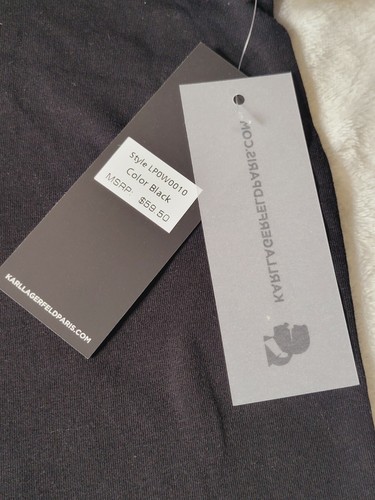 Style LP0W0010
Color Black
MSRP $59.50
KARLLAGERFELDPARIS.COM
KARLLAGERFELDPARIS.COM